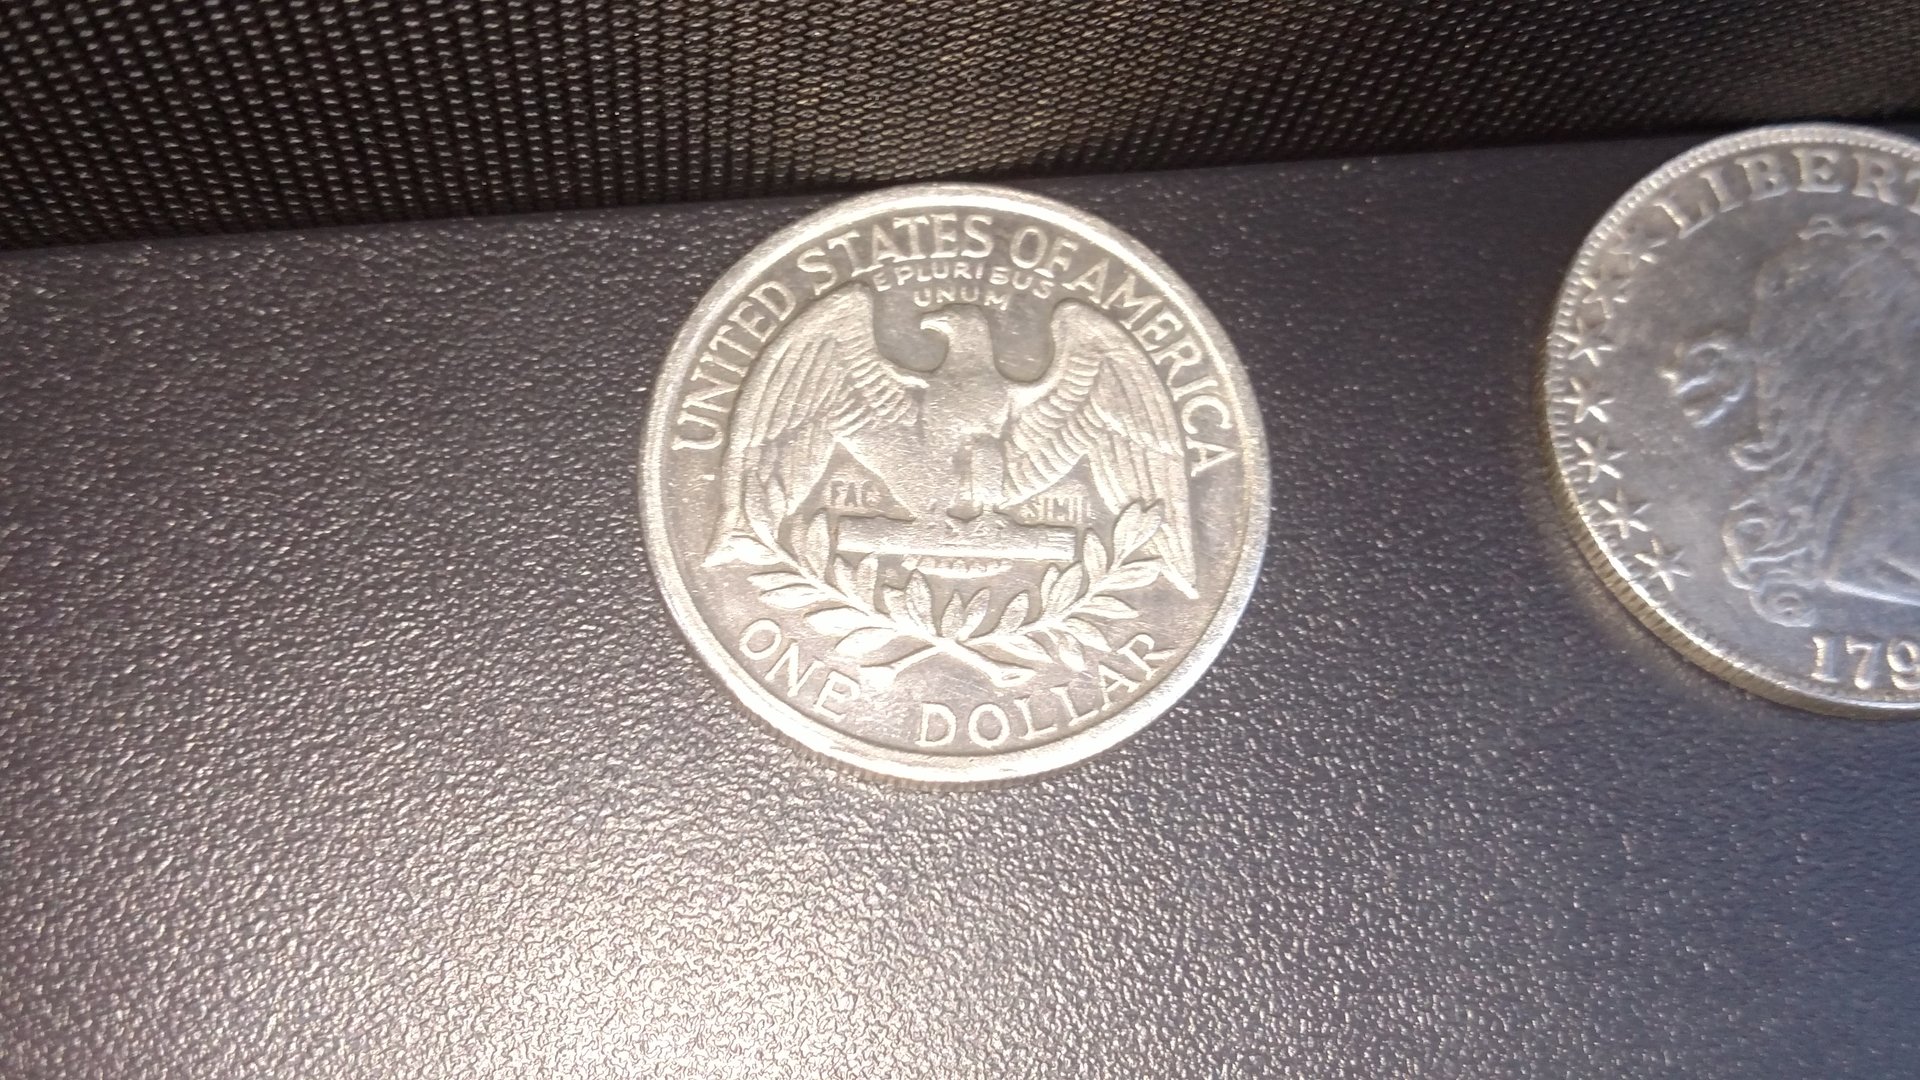 UNITED STATES OF AMERICA
E PLURIBUS
UNUM
FAC SIMIL
ONE DOLLAR
LIBERT
179